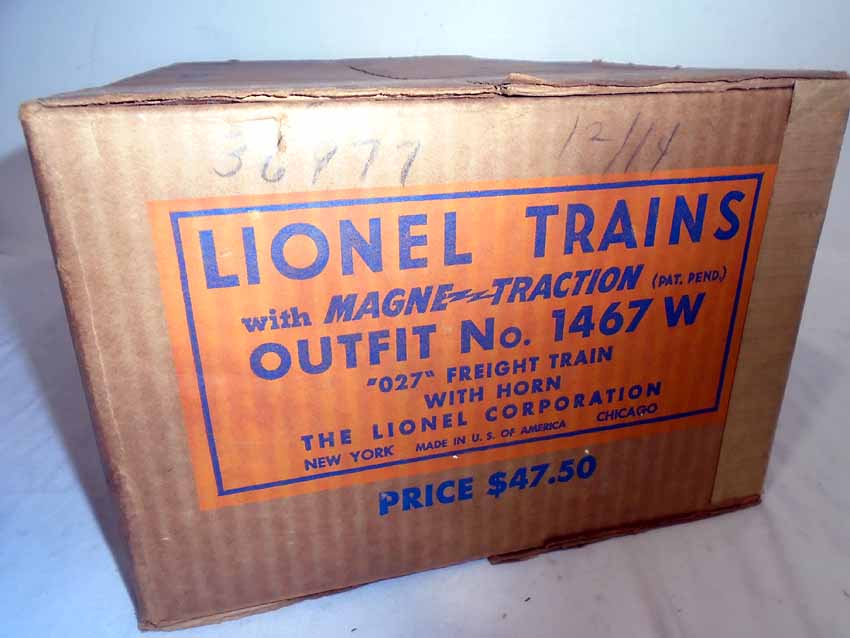 36977 12/14
LIONEL TRAINS
with MAGNE-TRACTION (PAT. PEND.)
OUTFIT No. 1467 W
"027" FREIGHT TRAIN
WITH HORN
THE LIONEL CORPORATION
NEW YORK MADE IN U. S. OF AMERICA CHICAGO
PRICE $47.50